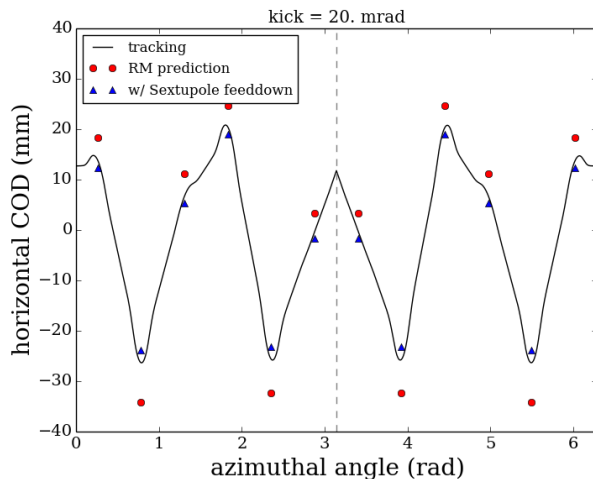 kick = 20. mrad
40
30
20
10
0
−10
−20
−30
−40
horizontal COD (mm)
tracking
RM prediction
w/ Sextupole feeddown
0 1 2 3 4 5 6
azimuthal angle (rad)